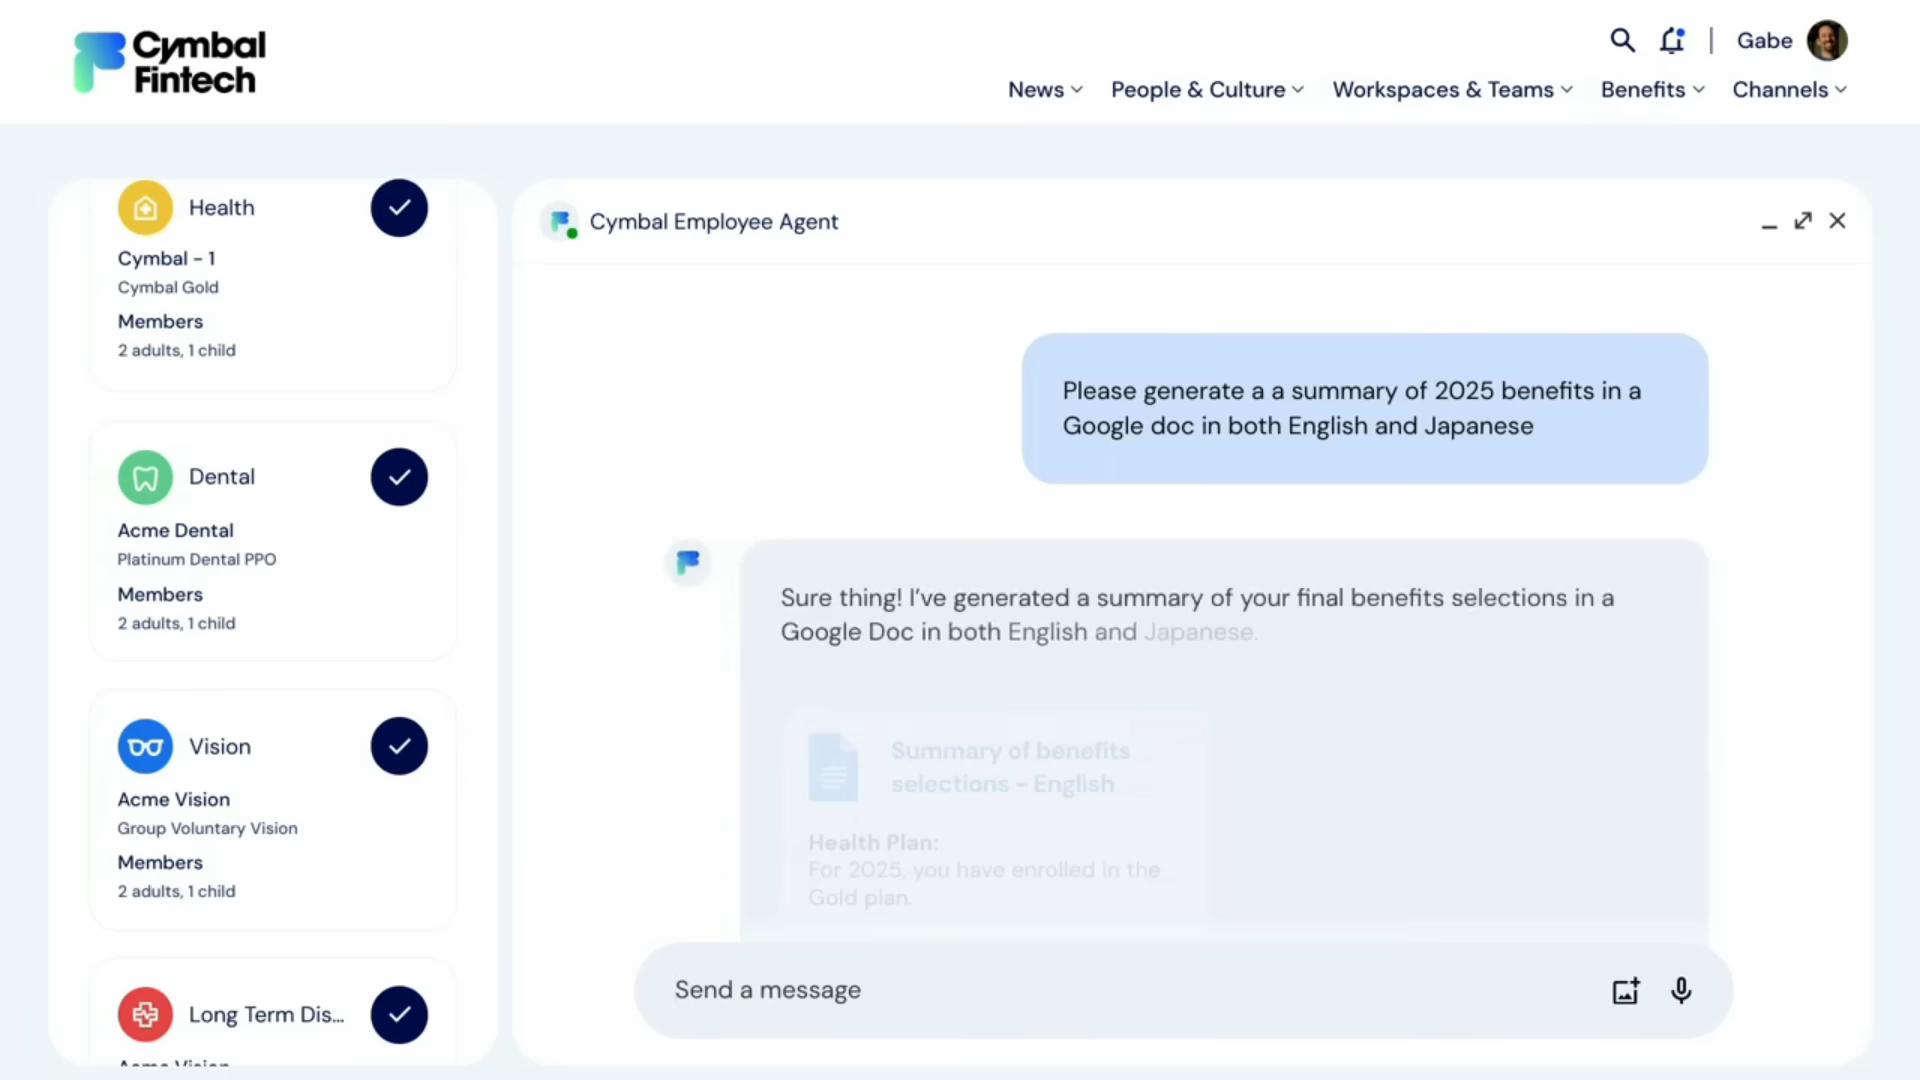 Cymbal
Fintech
Gabe
News
People & Culture
Workspaces & Teams
Benefits
Channels
Health
Cymbal - 1
Cymbal Gold
Members
2 adults, 1 child
Dental
Acme Dental
Platinum Dental PPO
Members
2 adults, 1 child
Vision
Acme Vision
Group Voluntary Vision
Members
2 adults, 1 child
Long Term Dis...
Acme Vision
Cymbal Employee Agent
Please generate a a summary of 2025 benefits in a
Google doc in both English and Japanese
Sure thing! I've generated a summary of your final benefits selections in a
Google Doc in both English and Japanese.
Summary of benefits
selections - English
Health Plan:
For 2025, you have enrolled in the
Gold plan.
Send a message